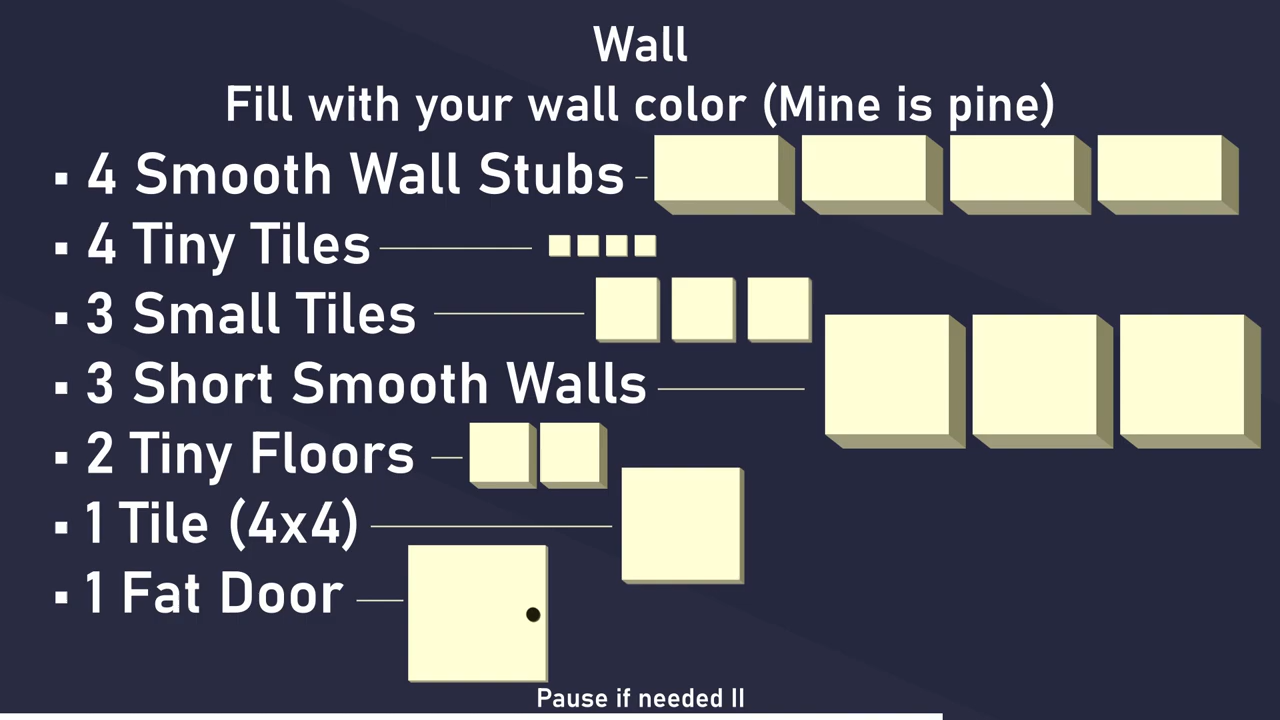 Wall
Fill with your wall color (Mine is pine)
▪ 4 Smooth Wall Stubs
▪ 4 Tiny Tiles
▪ 3 Small Tiles
▪ 3 Short Smooth Walls
▪ 2 Tiny Floors
▪ 1 Tile (4x4)
▪ 1 Fat Door
Pause if needed II